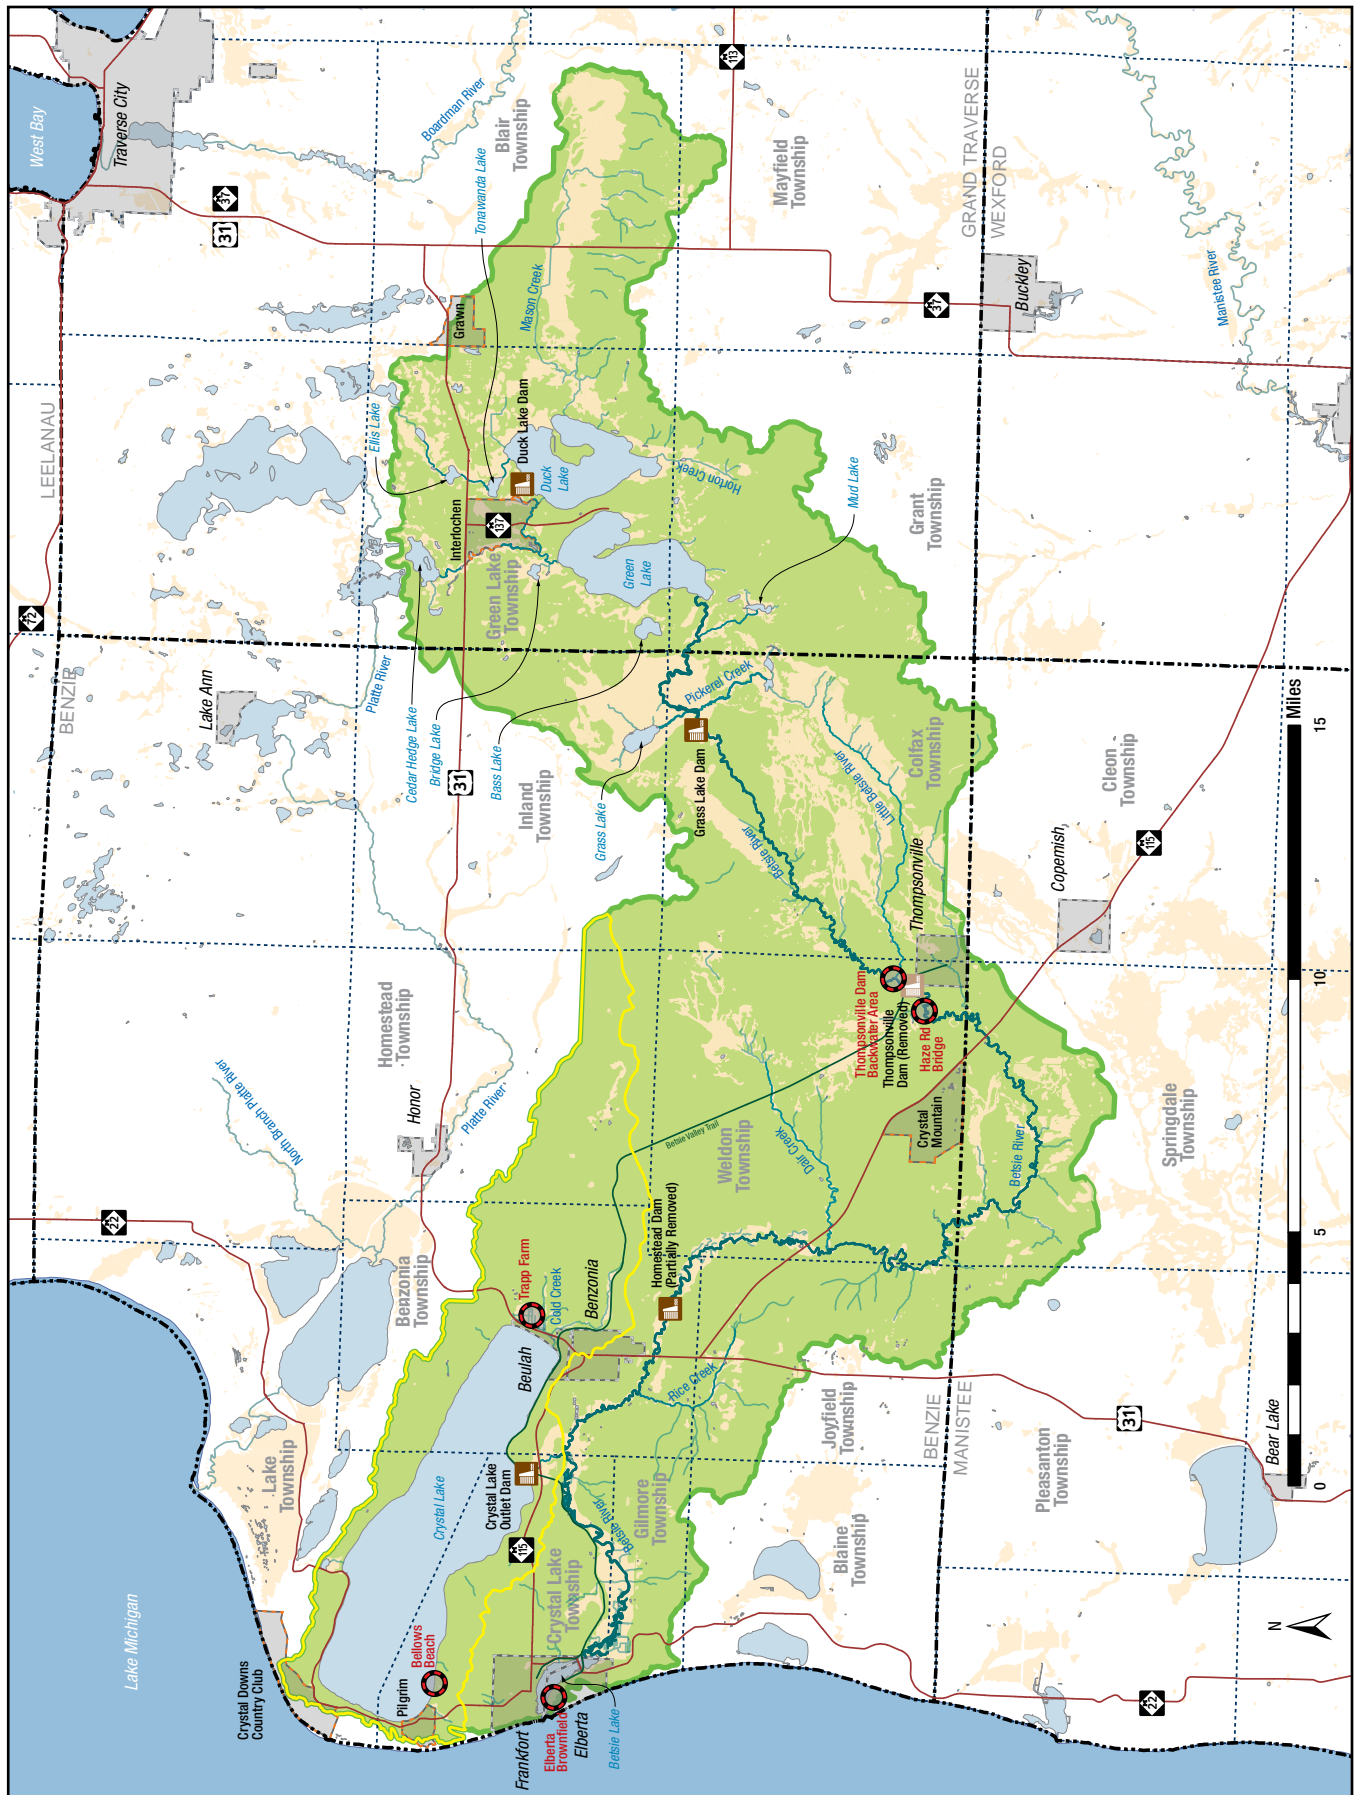 West Bay
Traverse City
37
31
Boardman River
Blair
Township
Tonawanda Lake
113
Mayfield
Township
GRAND TRAVERSE
WEXFORD
Manistee River
Buckley
37
Mason Creek
Grawn
LEELANAU
Ellis Lake
Duck Lake Dam
Duck
Lake
Horton Creek
Interlochen
137
Green Lake
Township
Green
Lake
Mud Lake
Grant
Township
72
BENZIE
Lake Ann
Platte River
Cedar Hedge Lake
Bridge Lake
Bass Lake
31
Inland
Township
Grass Lake
Pickerel Creek
Grass Lake Dam
Betsie River
Little Betsie River
Colfax
Township
Cleon
Township
115
Copemish
Thompsonville
Thompsonville Dam
Backwater Area
Thompsonville
Dam (Removed)
Haze Rd
Bridge
Crystal
Mountain
Betsie River
Springdale
Township
Homestead
Township
Honor
Platte River
North Branch Platte River
22
Betsie Valley Trail
Weldon
Township
Dair Creek
Homestead Dam
(Partially Removed)
Benzonia
Township
Trapp Farm
Cold Creek
Benzonia
Beulah
Rice Creek
Joyfield
Township
BENZIE
MANISTEE
31
Pleasanton
Township
Bear Lake
Lake
Township
Crystal Lake
Crystal Lake
Outlet Dam
115
Betsie River
Gilmore
Township
Crystal Lake
Township
Blaine
Township
Lake Michigan
Crystal Downs
Country Club
Bellows
Beach
Pilgrim
Frankfort
Elberta
Brownfield
Elberta
Betsie Lake
22
N
0
5
10
15
Miles